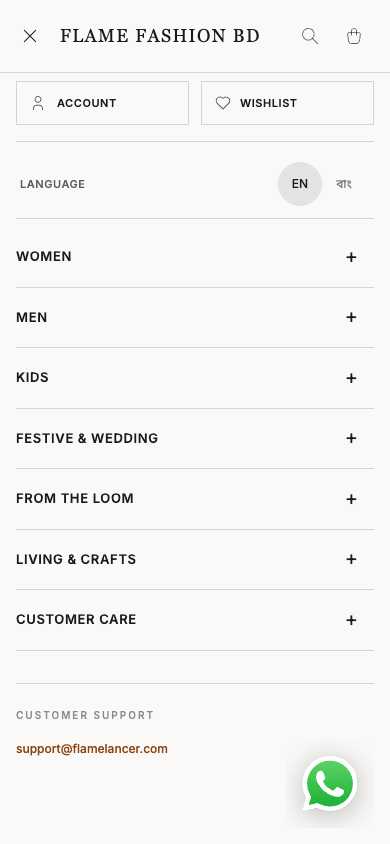 FLAME FASHION BD
ACCOUNT
WISHLIST
LANGUAGE
EN
বাং
WOMEN
MEN
KIDS
FESTIVE & WEDDING
FROM THE LOOM
LIVING & CRAFTS
CUSTOMER CARE
CUSTOMER SUPPORT
support@flamelancer.com